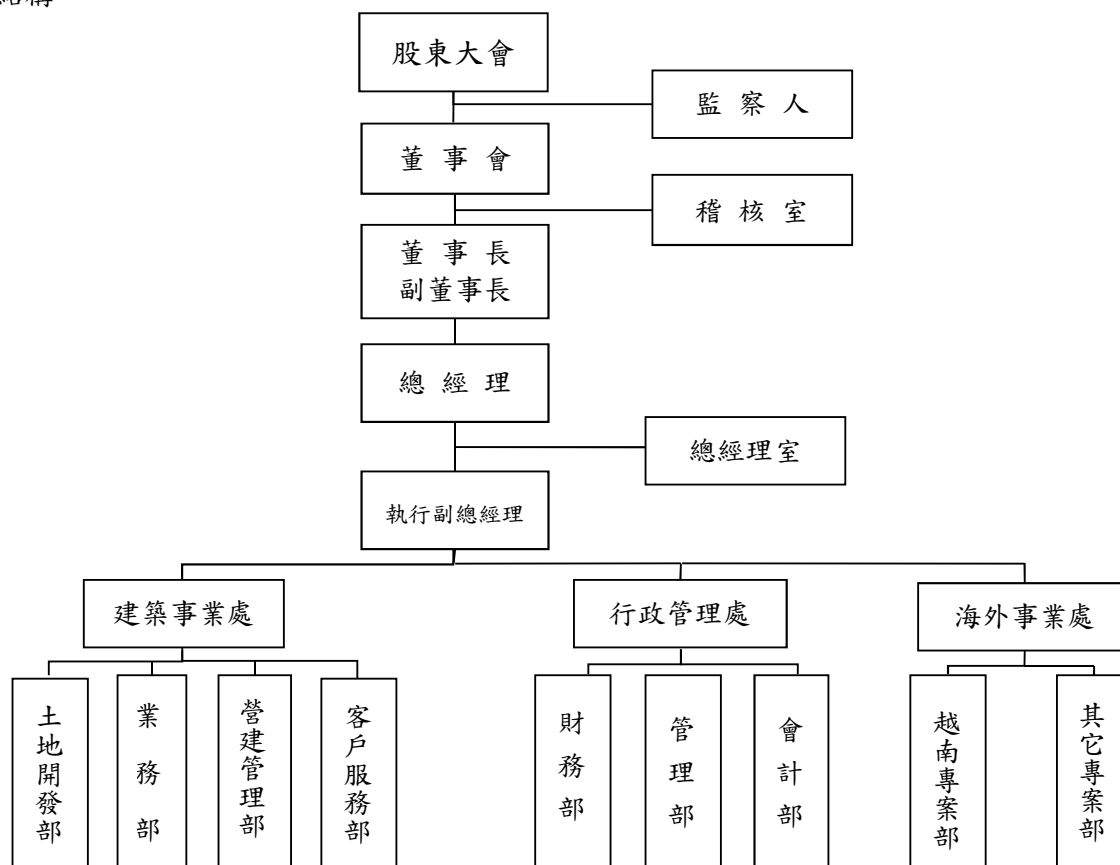 股東大會
監 察 人
董 事 會
稽 核 室
董 事 長
副董事長
總 經 理
總經理室
執行副總經理
建築事業處
行政管理處
海外事業處
土地開發部
業務部
營建管理部
客戶服務部
財務部
管理部
會計部
越南專案部
其它專案部